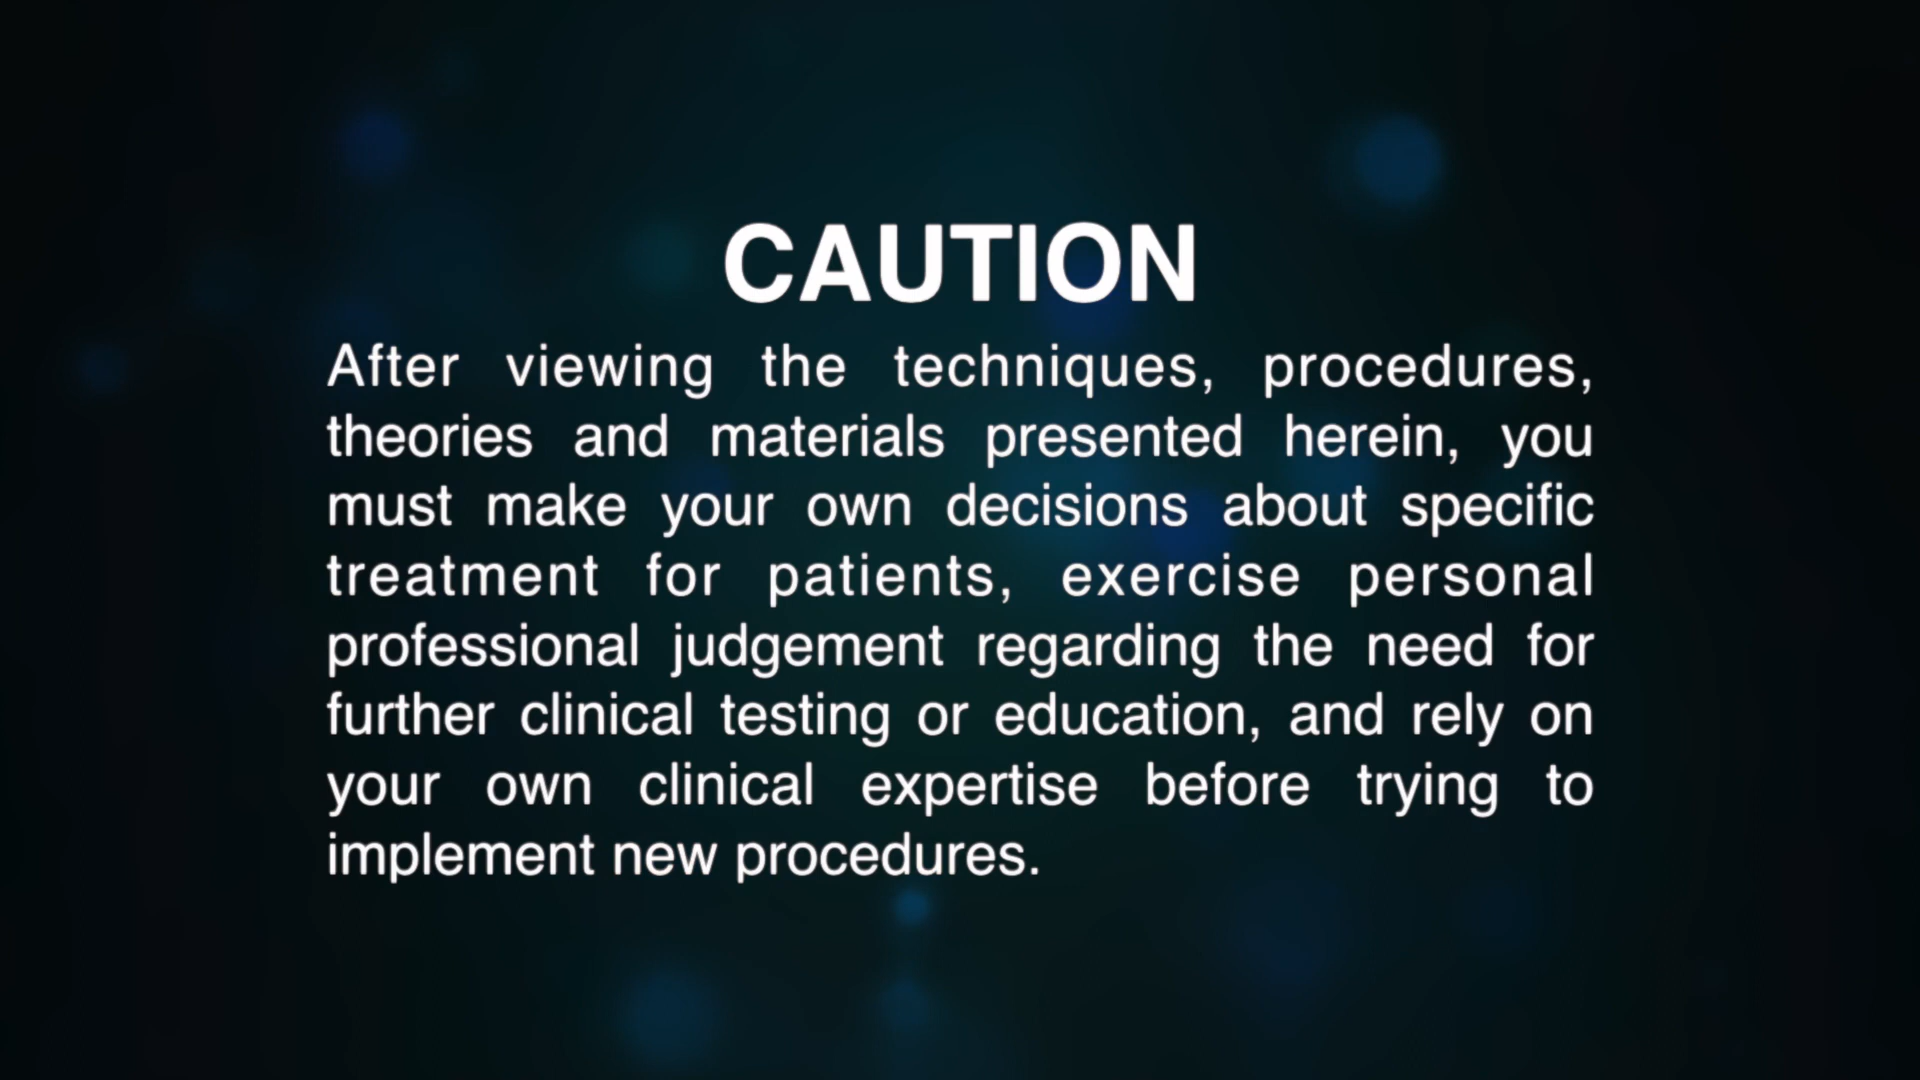 CAUTION
After viewing the techniques, procedures,
theories and materials presented herein, you
must make your own decisions about specific
treatment for patients, exercise personal
professional judgement regarding the need for
further clinical testing or education, and rely on
your own clinical expertise before trying to
implement new procedures.